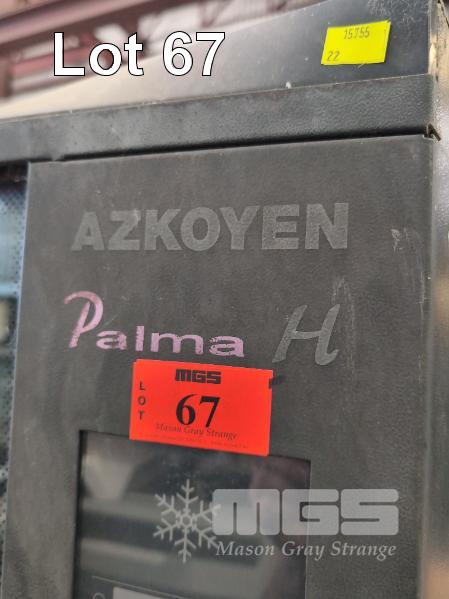 Lot 67
15755
22
AZKOYEN
Palma H
MGS
LOT
67
Mason Gray Strange
MGS
Mason Gray Strange